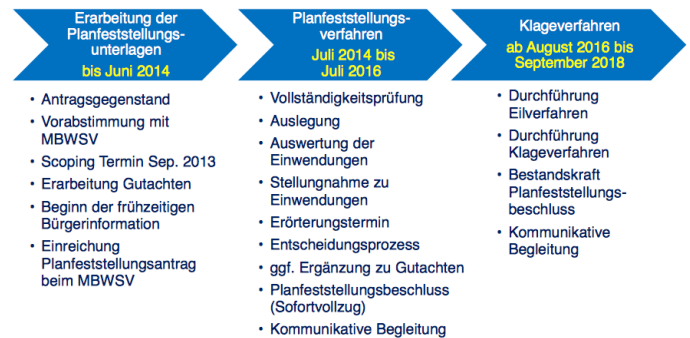 Erarbeitung der
Planfeststellungs-
unterlagen
bis Juni 2014
• Antragsgegenstand
• Vorabstimmung mit
MBWSV
• Scoping Termin Sep. 2013
• Erarbeitung Gutachten
• Beginn der frühzeitigen
Bürgerinformation
• Einreichung
Planfeststellungsantrag
beim MBWSV
Planfeststellungs-
verfahren
Juli 2014 bis
Juli 2016
• Vollständigkeitsprüfung
• Auslegung
• Auswertung der
Einwendungen
• Stellungnahme zu
Einwendungen
• Erörterungstermin
• Entscheidungsprozess
• ggf. Ergänzung zu Gutachten
• Planfeststellungsbeschluss
(Sofortvollzug)
• Kommunikative Begleitung
Klageverfahren
ab August 2016 bis
September 2018
• Durchführung
Eilverfahren
• Durchführung
Klageverfahren
• Bestandskraft
Planfeststellungs-
beschluss
• Kommunikative
Begleitung